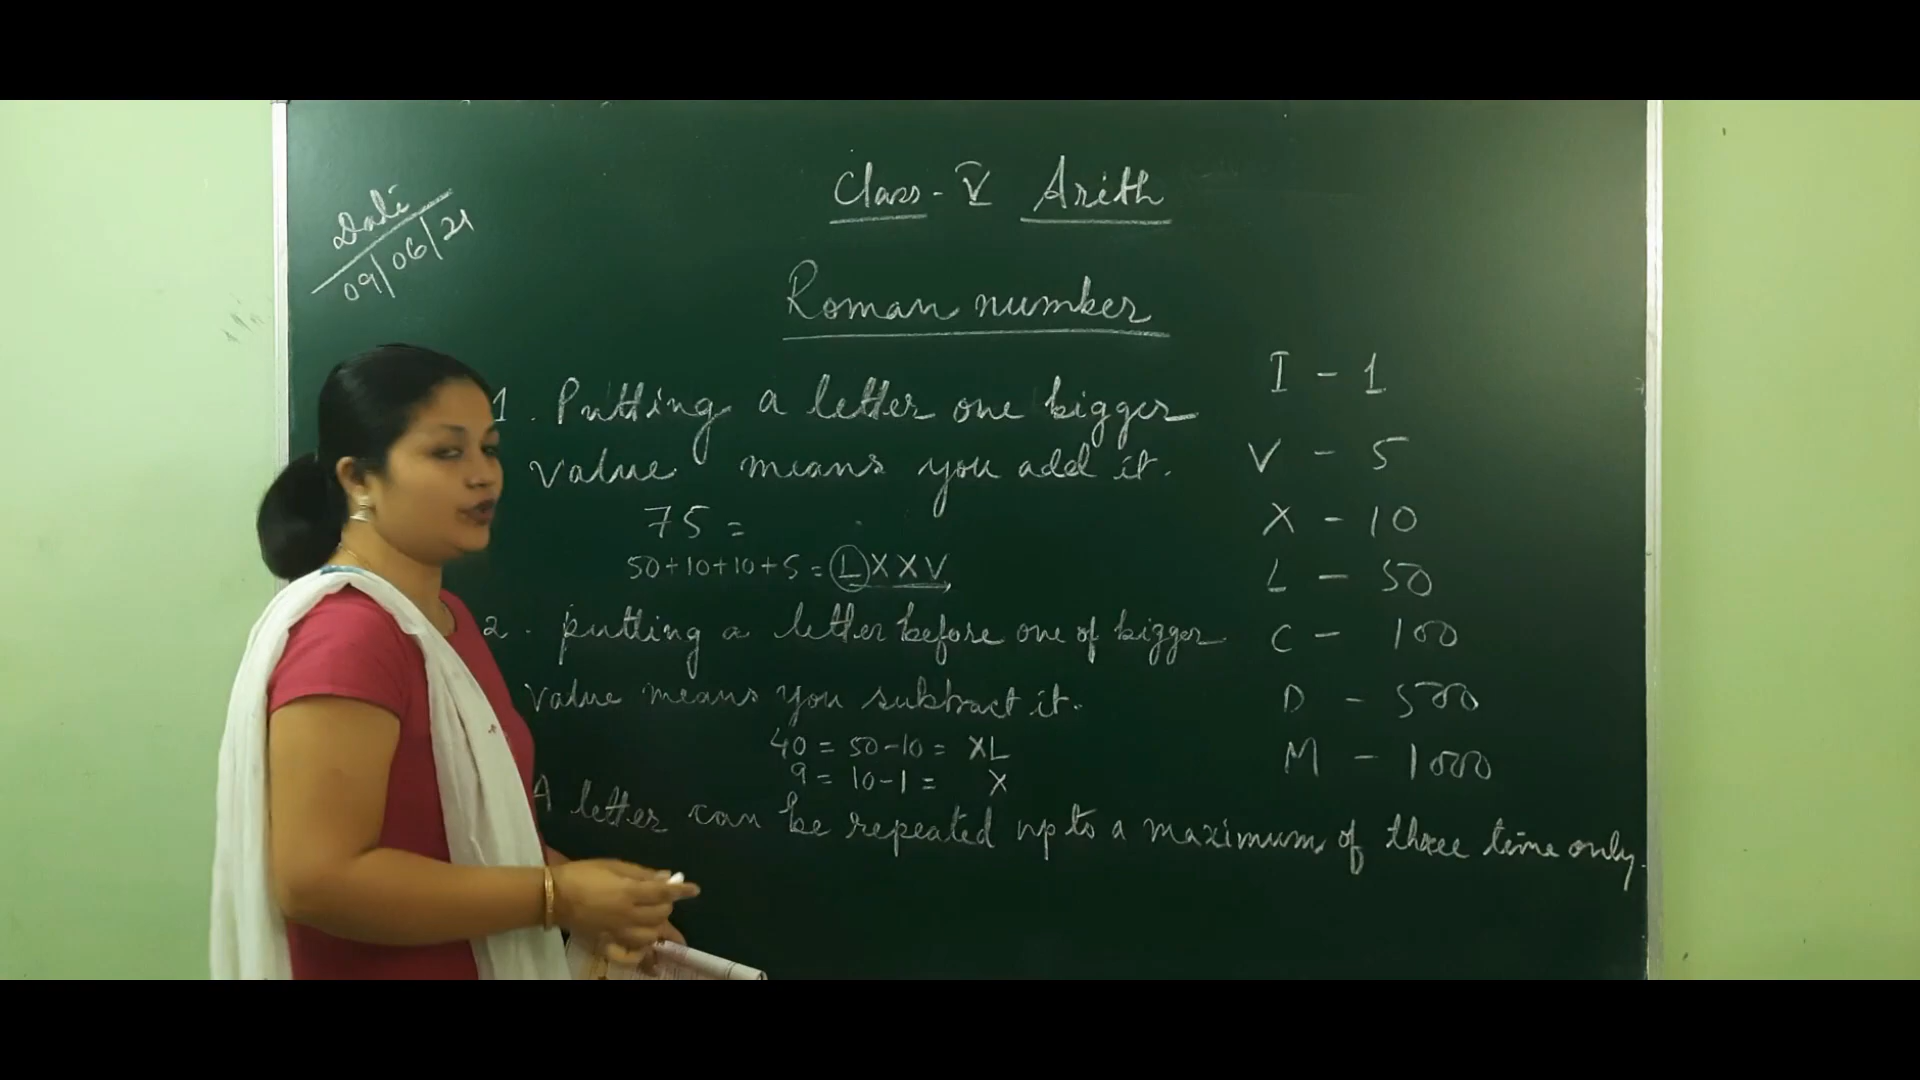 Date
09/06/21
Class - V Arith
Roman number
1. Putting a letter one bigger
value means you add it.
75 =
50+10+10+5 = LXXV
2. putting a letter before one of bigger
value means you subtract it.
40 = 50-10 = XL
9 = 10-1 = X
A letter can be repeated up to a maximum of three time only.
I - 1
V - 5
X - 10
L - 50
C - 100
D - 500
M - 1000